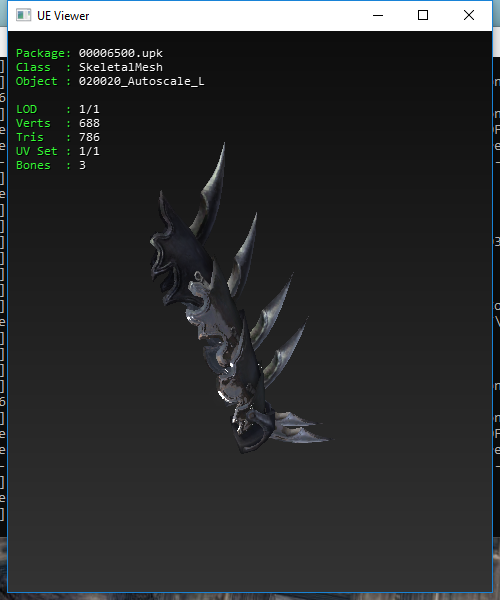 UE Viewer
Package: 00006500.upk
Class  : SkeletalMesh
Object : 020020_Autoscale_L
LOD    : 1/1
Verts  : 688
Tris   : 786
UV Set : 1/1
Bones  : 3